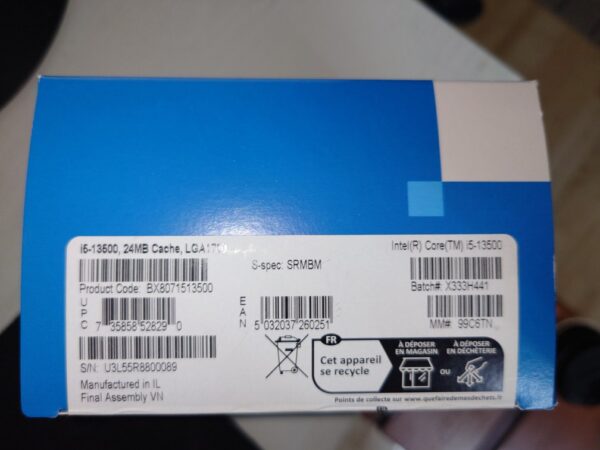 i5-13500, 24MB Cache, LGA1700
Intel(R) Core(TM) i5-13500
S-spec: SRMBM
Product Code: BX8071513500
Batch#: X333H441
UPC
7 35858 52829 0
EAN
5 032037 260251
MM#: 99C6TN
S/N: U3L55R8800089
Manufactured in IL
Final Assembly VN
FR
Cet appareil
se recycle
À DÉPOSER
EN MAGASIN
OU
À DÉPOSER
EN DÉCHÈTERIE
Points de collecte sur www.quefairedemesdechets.fr